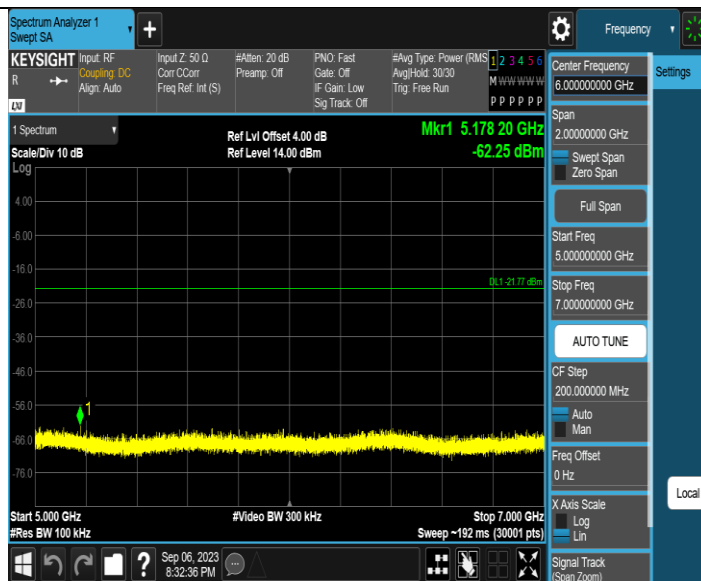 Spectrum Analyzer 1
Swept SA
+
Frequency
KEYSIGHT
R
LXI
Input: RF
Coupling: DC
Align: Auto
Input Z: 50 Ω
Corr CCorr
Freq Ref: Int (S)
#Atten: 20 dB
Preamp: Off
PNO: Fast
Gate: Off
IF Gain: Low
Sig Track: Off
#Avg Type: Power (RMS
Avg|Hold: 30/30
Trig: Free Run
1 2 3 4 5 6
M W W W W W
P P P P P P
1 Spectrum
Scale/Div 10 dB
Log
Ref Lvl Offset 4.00 dB
Ref Level 14.00 dBm
Mkr1 5.178 20 GHz
-62.25 dBm
4.00
-6.00
-16.0
DL1 -21.77 dBm
-26.0
-36.0
-46.0
-56.0
1
-66.0
-76.0
Start 5.000 GHz
#Res BW 100 kHz
#Video BW 300 kHz
Stop 7.000 GHz
Sweep ~192 ms (30001 pts)
?
Sep 06, 2023
8:32:36 PM
Center Frequency
6.000000000 GHz
Settings
Span
2.00000000 GHz
Swept Span
Zero Span
Full Span
Start Freq
5.000000000 GHz
Stop Freq
7.000000000 GHz
AUTO TUNE
CF Step
200.000000 MHz
Auto
Man
Freq Offset
0 Hz
X Axis Scale
Log
Lin
Local
Signal Track
(Span Zoom)